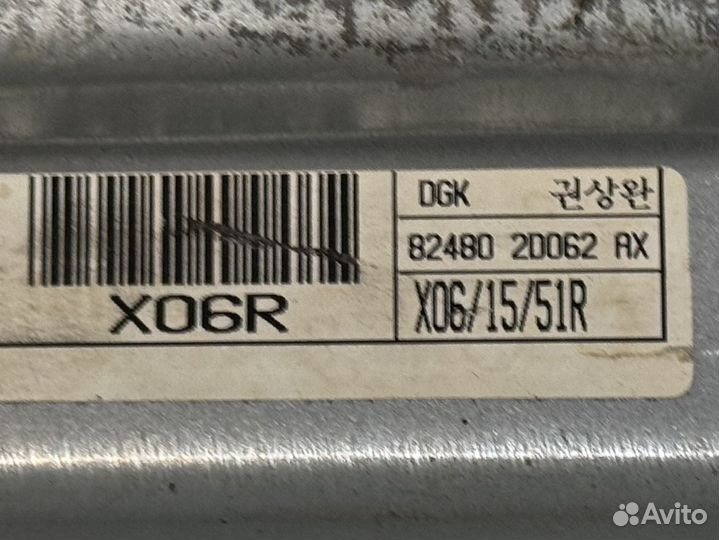 DGK 권상완
82480 2D062 AX
X06R
X06/15/51R
Avito